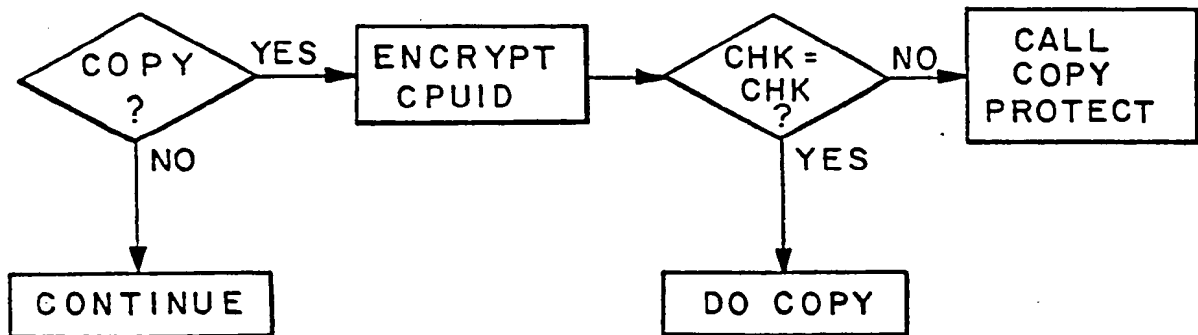 COPY
?
YES
NO
ENCRYPT
CPUID
CHK =
CHK
?
NO
YES
CALL
COPY
PROTECT
CONTINUE
DO COPY